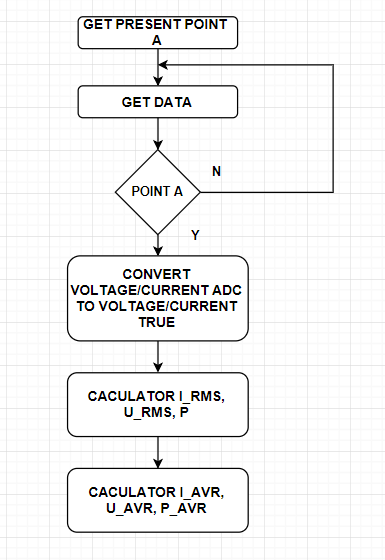 GET PRESENT POINT
A
GET DATA
POINT A
N
Y
CONVERT
VOLTAGE/CURRENT ADC
TO VOLTAGE/CURRENT
TRUE
CACULATOR I_RMS,
U_RMS, P
CACULATOR I_AVR,
U_AVR, P_AVR